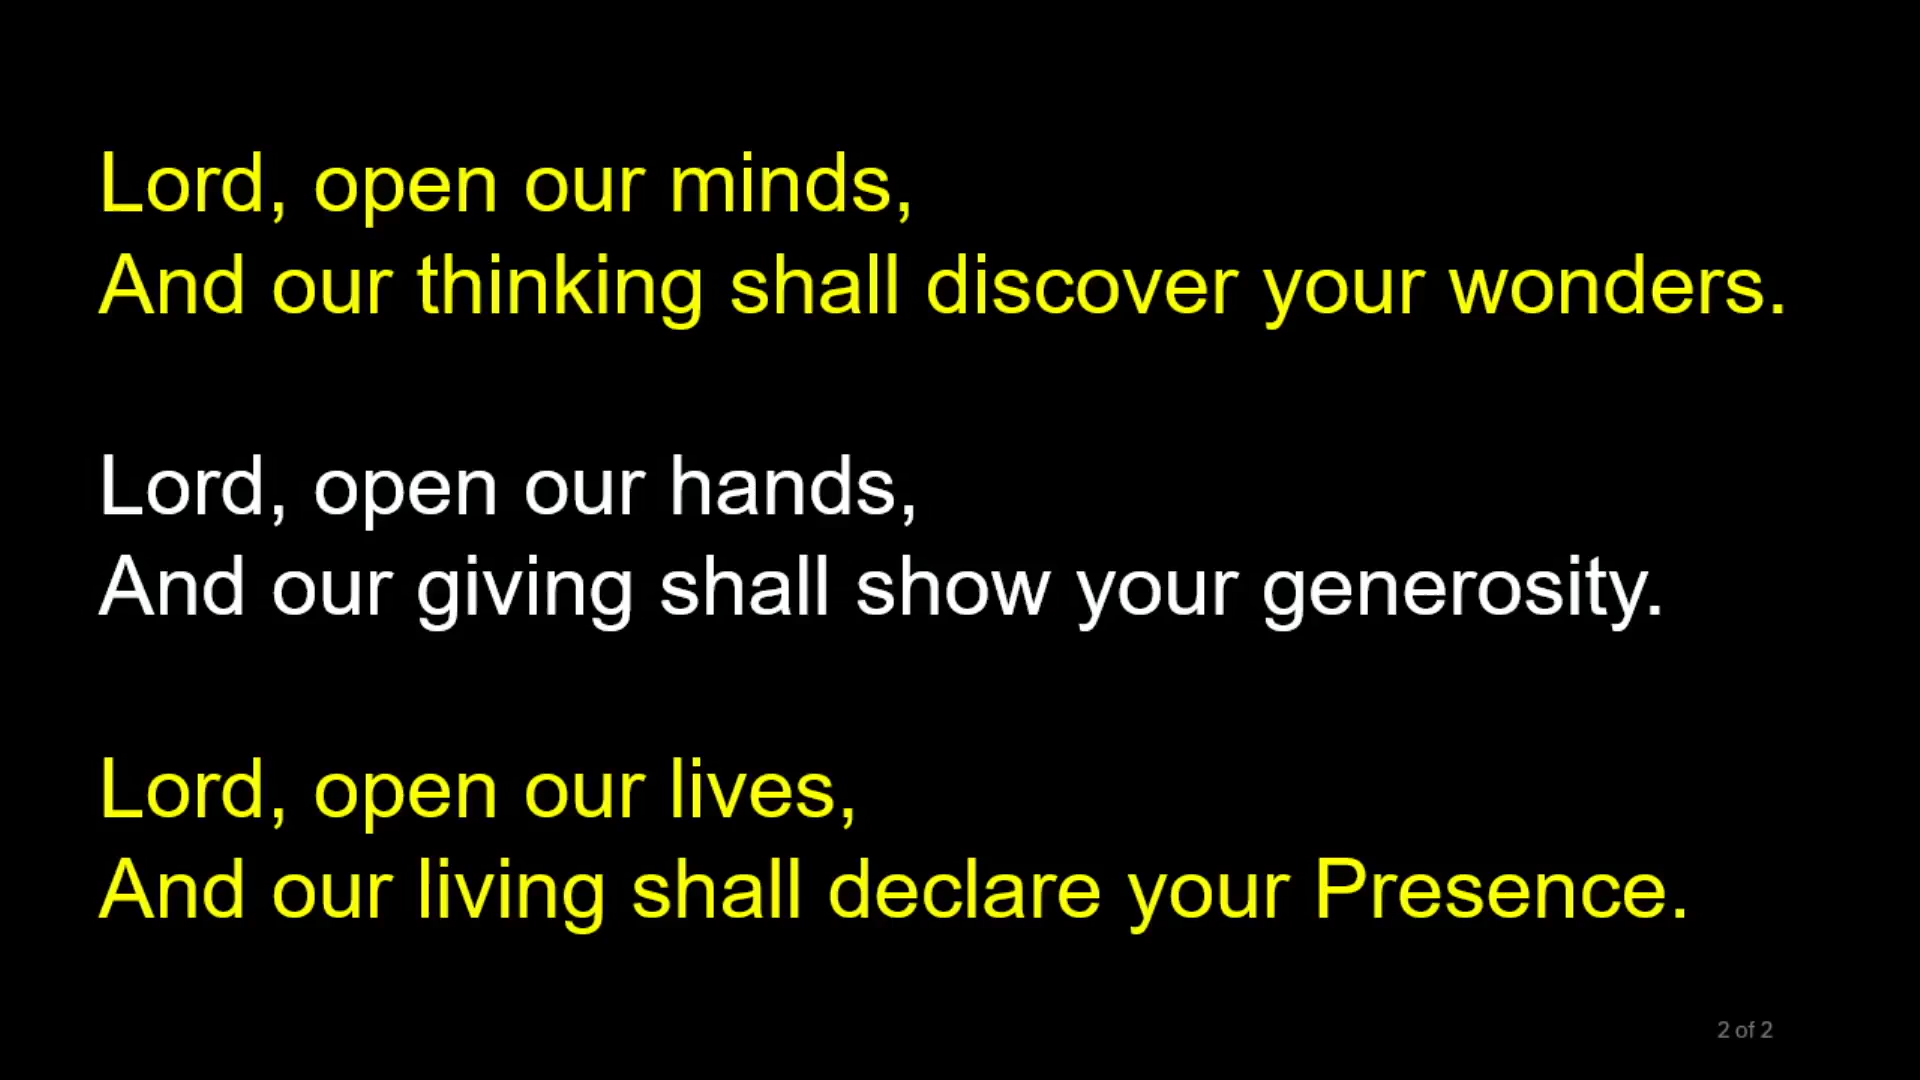 Lord, open our minds,
And our thinking shall discover your wonders.
Lord, open our hands,
And our giving shall show your generosity.
Lord, open our lives,
And our living shall declare your Presence.
2 of 2